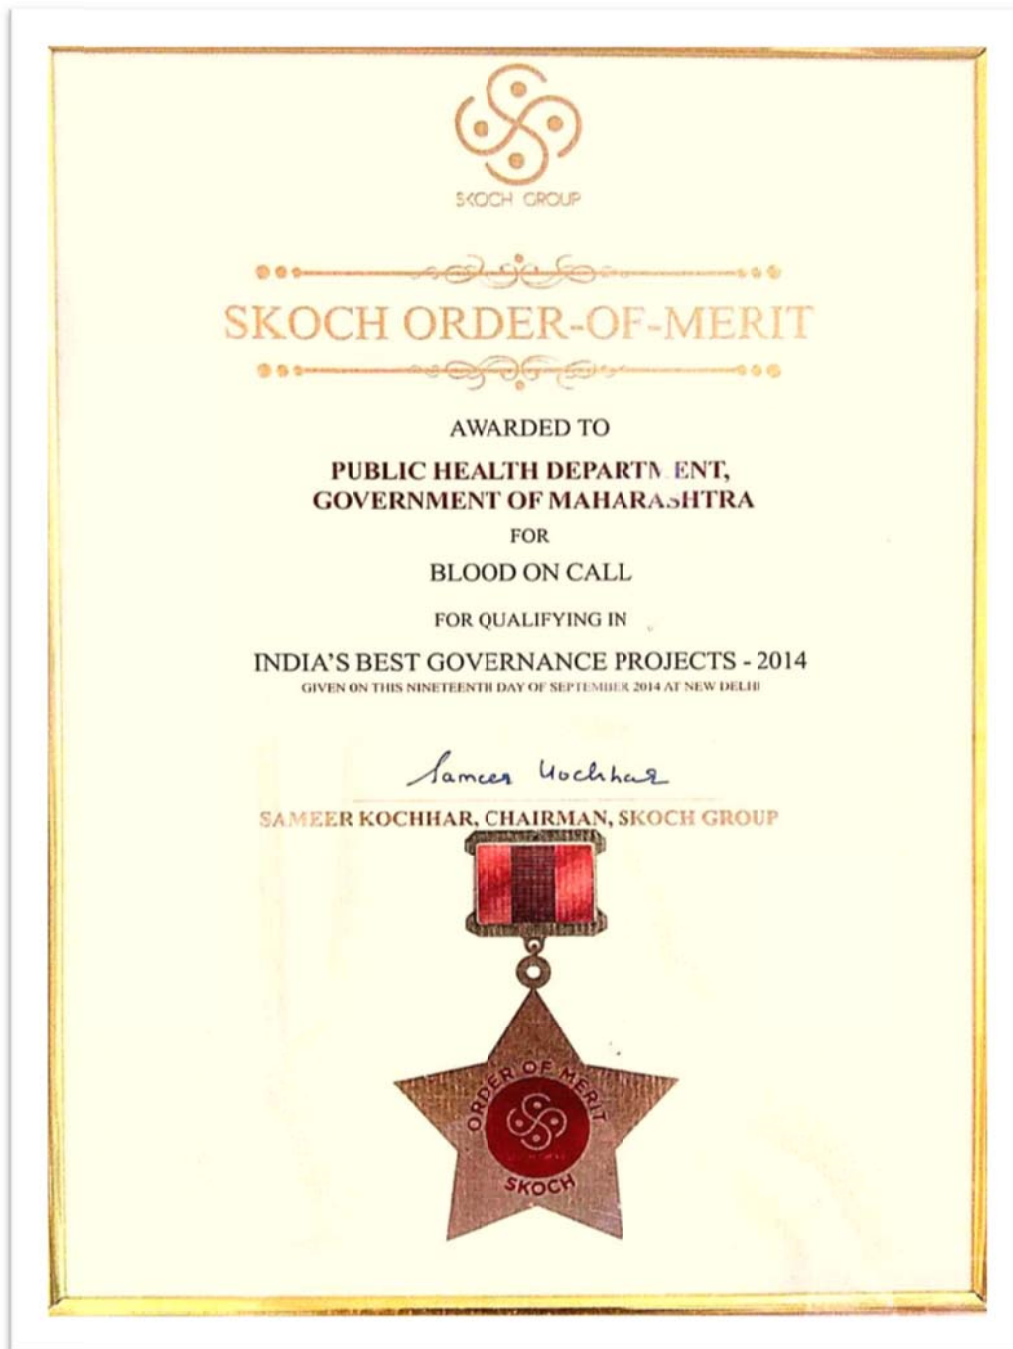 SKOCH GROUP
SKOCH ORDER-OF-MERIT
AWARDED TO
PUBLIC HEALTH DEPARTMENT,
GOVERNMENT OF MAHARASHTRA
FOR
BLOOD ON CALL
FOR QUALIFYING IN
INDIA'S BEST GOVERNANCE PROJECTS - 2014
GIVEN ON THIS NINETEENTH DAY OF SEPTEMBER 2014 AT NEW DELHI
Sameer Kochhar
SAMEER KOCHHAR, CHAIRMAN, SKOCH GROUP
ORDER OF MERIT
SKOCH